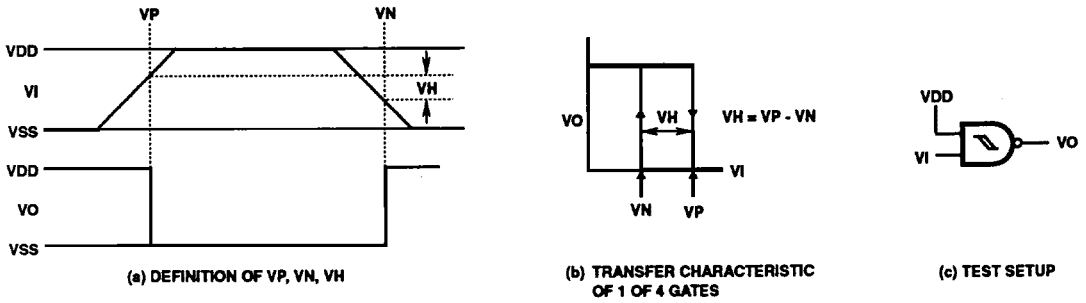 VP
VN
VDD
VI
VH
VSS
VDD
VO
VSS
(a) DEFINITION OF VP, VN, VH
VO
VH
VH = VP - VN
VI
VN
VP
(b) TRANSFER CHARACTERISTIC
OF 1 OF 4 GATES
VDD
VI
VO
(c) TEST SETUP